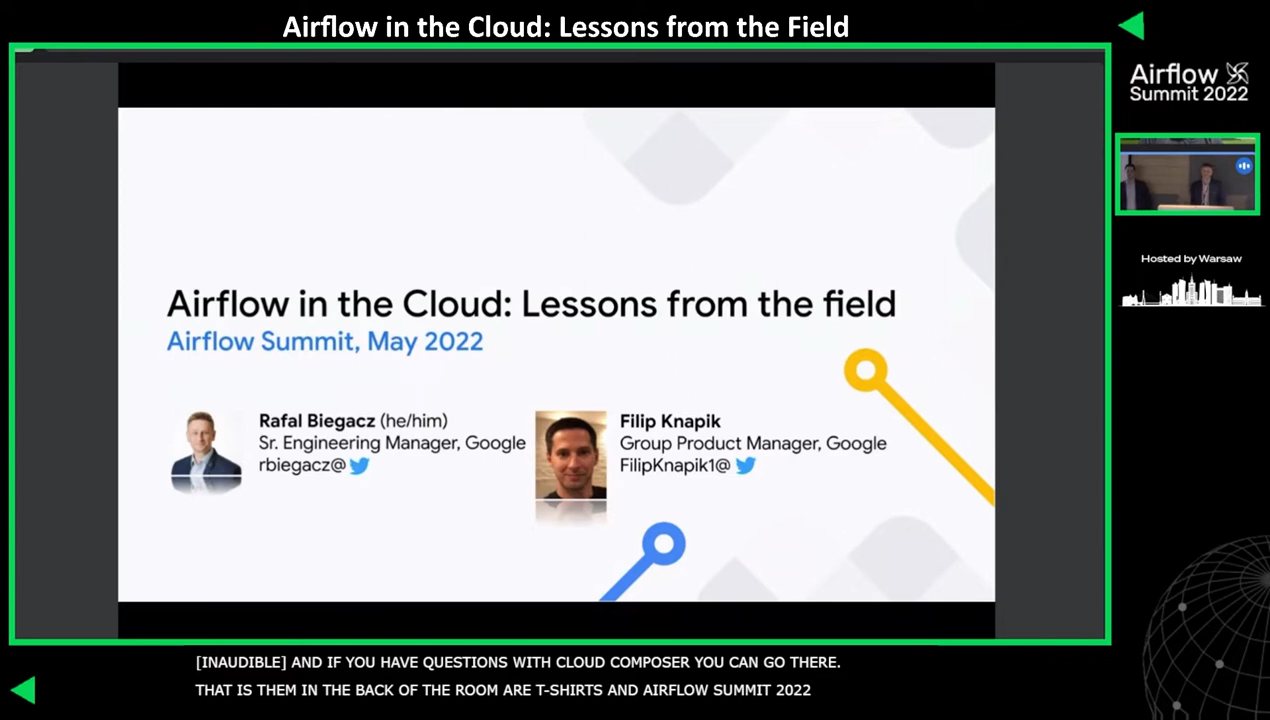 Airflow in the Cloud: Lessons from the Field
Airflow
Summit 2022
Airflow in the Cloud: Lessons from the field
Airflow Summit, May 2022
Rafal Biegacz (he/him)
Sr. Engineering Manager, Google
rbiegacz@
Filip Knapik
Group Product Manager, Google
FilipKnapik1@
Hosted by Warsaw
[INAUDIBLE] AND IF YOU HAVE QUESTIONS WITH CLOUD COMPOSER YOU CAN GO THERE.
THAT IS THEM IN THE BACK OF THE ROOM ARE T-SHIRTS AND AIRFLOW SUMMIT 2022